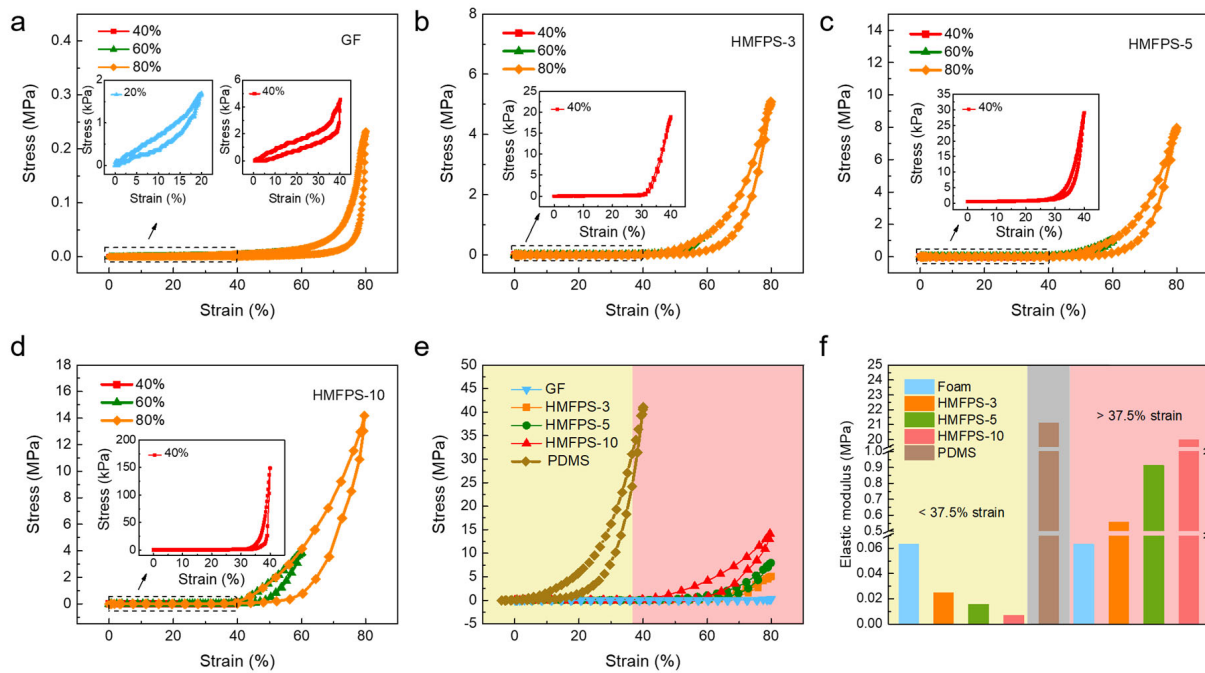 a
GF
40%
60%
80%
Stress (MPa)
0.4
0.3
0.2
0.1
0.0
0 20 40 60 80
Strain (%)
20%
Stress (kPa)
2
1
0
0 5 10 15 20
Strain (%)
40%
Stress (kPa)
6
4
2
0
0 10 20 30 40
Strain (%)
b
HMFPS-3
40%
60%
80%
Stress (MPa)
8
6
4
2
0
0 20 40 60 80
Strain (%)
40%
Stress (kPa)
25
20
15
10
5
0
0 10 20 30 40
Strain (%)
c
HMFPS-5
40%
60%
80%
Stress (MPa)
14
12
10
8
6
4
2
0
0 20 40 60 80
Strain (%)
40%
Stress (kPa)
35
30
25
20
15
10
5
0
0 10 20 30 40
Strain (%)
d
HMFPS-10
40%
60%
80%
Stress (MPa)
18
16
14
12
10
8
6
4
2
0
0 20 40 60 80
Strain (%)
40%
Stress (kPa)
200
150
100
50
0
0 10 20 30 40
Strain (%)
e
GF
HMFPS-3
HMFPS-5
HMFPS-10
PDMS
Stress (MPa)
50
45
40
35
30
25
20
15
10
5
0
-5
0 20 40 60 80
Strain (%)
f
Foam
HMFPS-3
HMFPS-5
HMFPS-10
PDMS
> 37.5% strain
< 37.5% strain
Elastic modulus (MPa)
25
24
23
22
21
20
1.0
0.9
0.8
0.7
0.6
0.5
0.06
0.04
0.02
0.00